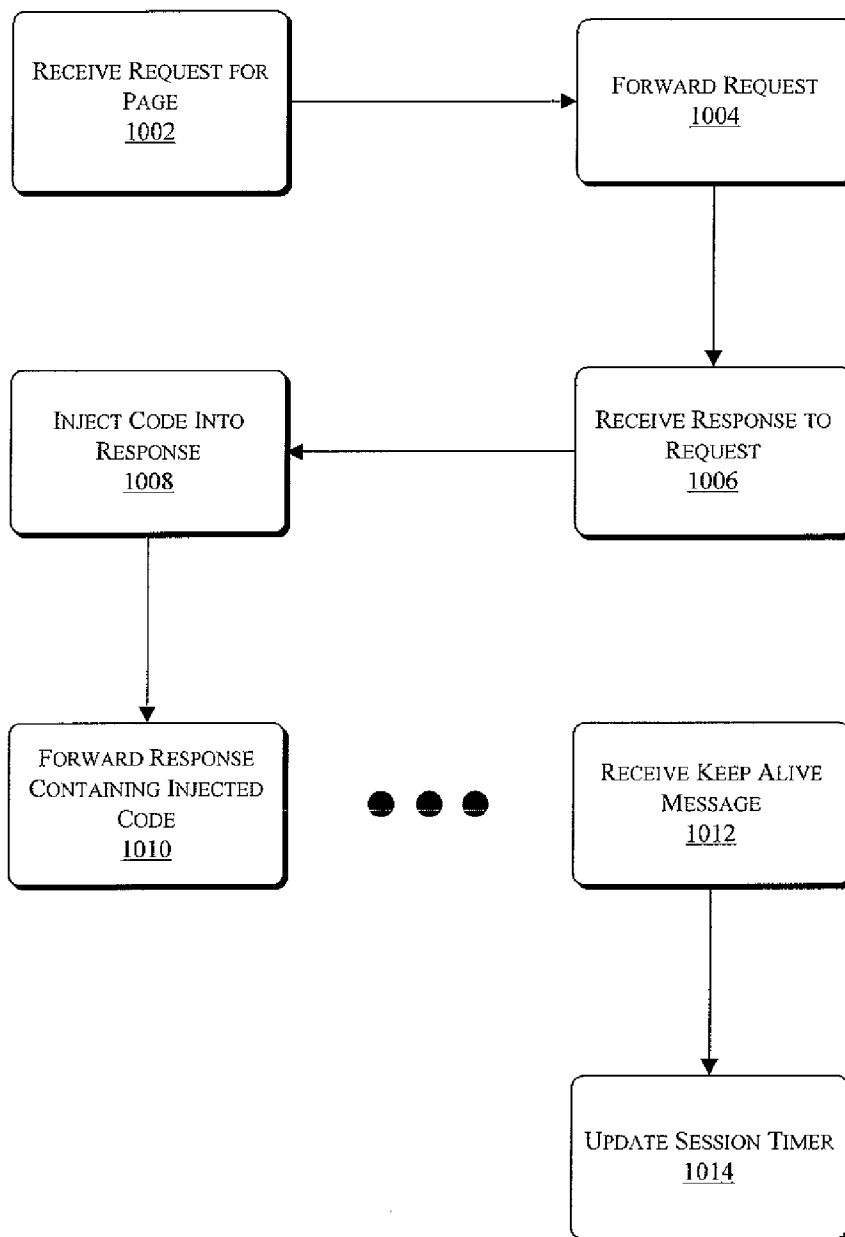 RECEIVE REQUEST FOR
PAGE
1002
FORWARD REQUEST
1004
INJECT CODE INTO
RESPONSE
1008
RECEIVE RESPONSE TO
REQUEST
1006
FORWARD RESPONSE
CONTAINING INJECTED
CODE
1010
RECEIVE KEEP ALIVE
MESSAGE
1012
UPDATE SESSION TIMER
1014